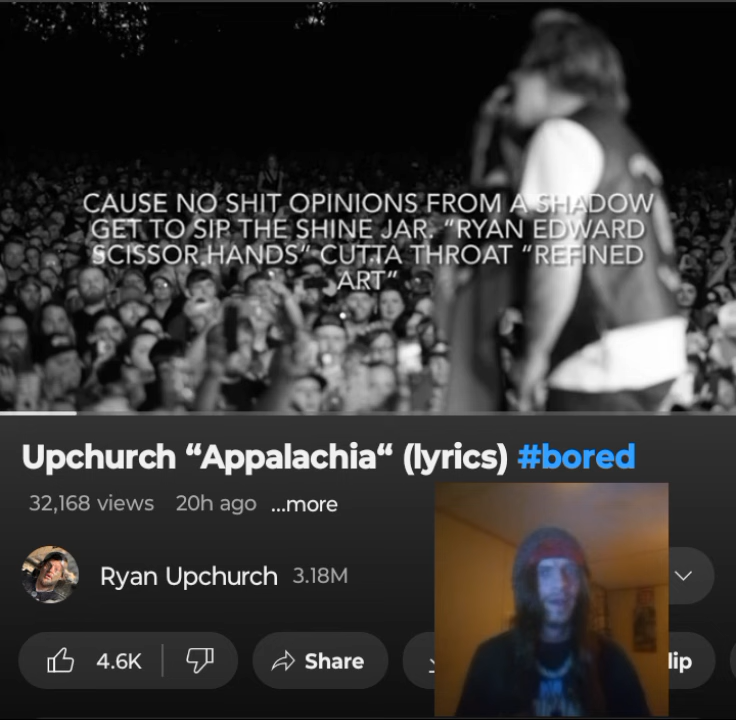 CAUSE NO SHIT OPINIONS FROM A SHADOW
GET TO SIP THE SHINE JAR. “RYAN EDWARD
SCISSOR.HANDS“ CUTTA THROAT “REFINED
ART”
Upchurch “Appalachia“ (lyrics) #bored
32,168 views 20h ago ...more
Ryan Upchurch 3.18M
4.6K Share lip